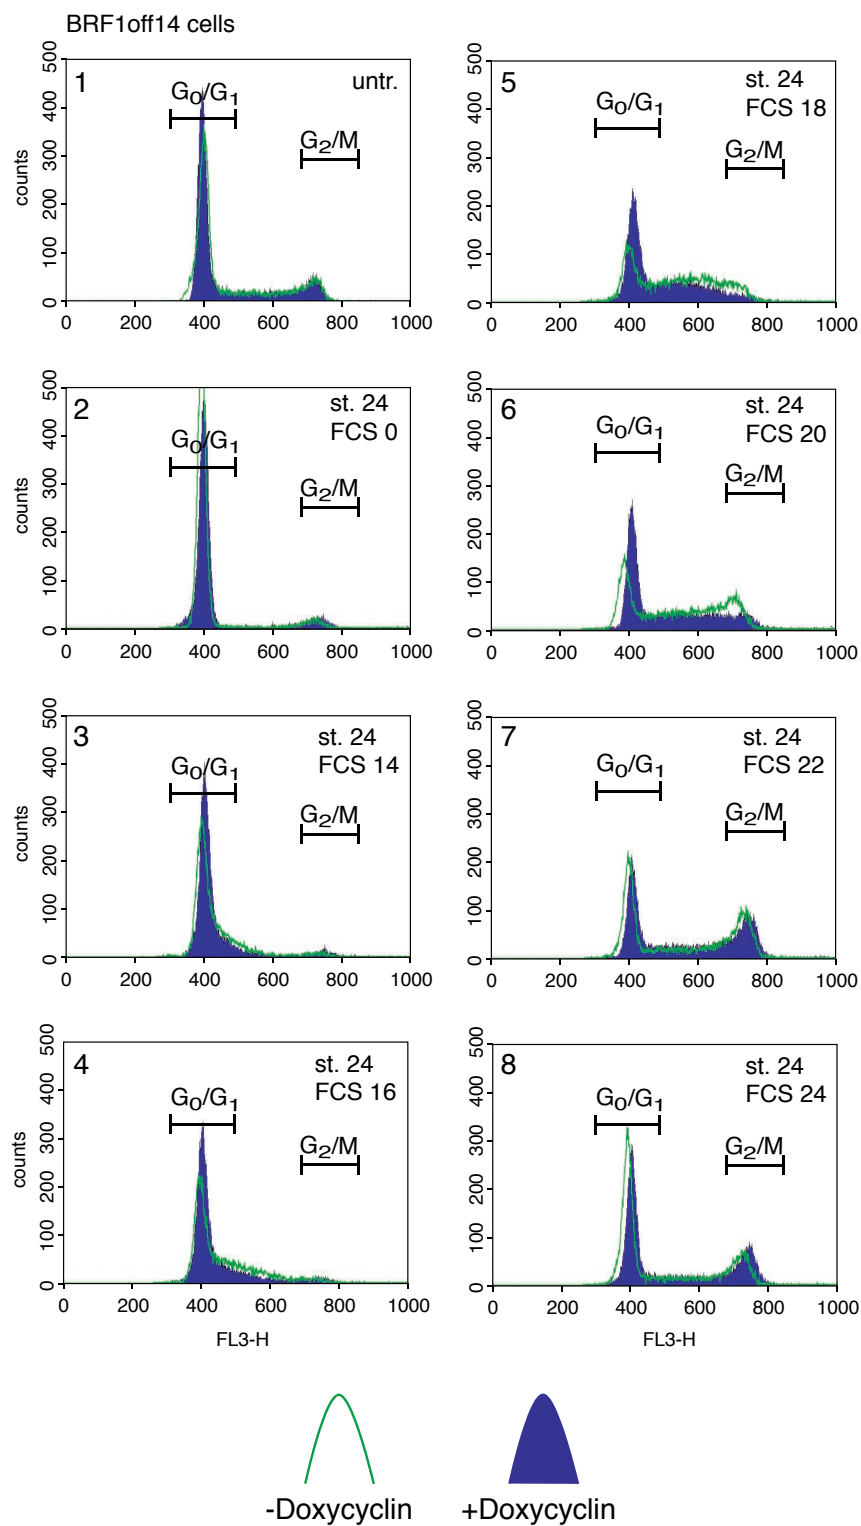 BRF1off14 cells
1
untr.
G0/G1
G2/M
counts
0 100 200 300 400 500
0 200 400 600 800 1000
2
st. 24
FCS 0
G0/G1
G2/M
counts
0 100 200 300 400 500
0 200 400 600 800 1000
3
st. 24
FCS 14
G0/G1
G2/M
counts
0 100 200 300 400 500
0 200 400 600 800 1000
4
st. 24
FCS 16
G0/G1
G2/M
counts
0 100 200 300 400 500
0 200 400 600 800 1000
FL3-H
5
st. 24
FCS 18
G0/G1
G2/M
0 100 200 300 400 500
0 200 400 600 800 1000
6
st. 24
FCS 20
G0/G1
G2/M
0 100 200 300 400 500
0 200 400 600 800 1000
7
st. 24
FCS 22
G0/G1
G2/M
0 100 200 300 400 500
0 200 400 600 800 1000
8
st. 24
FCS 24
G0/G1
G2/M
0 100 200 300 400 500
0 200 400 600 800 1000
FL3-H
-Doxycyclin +Doxycyclin